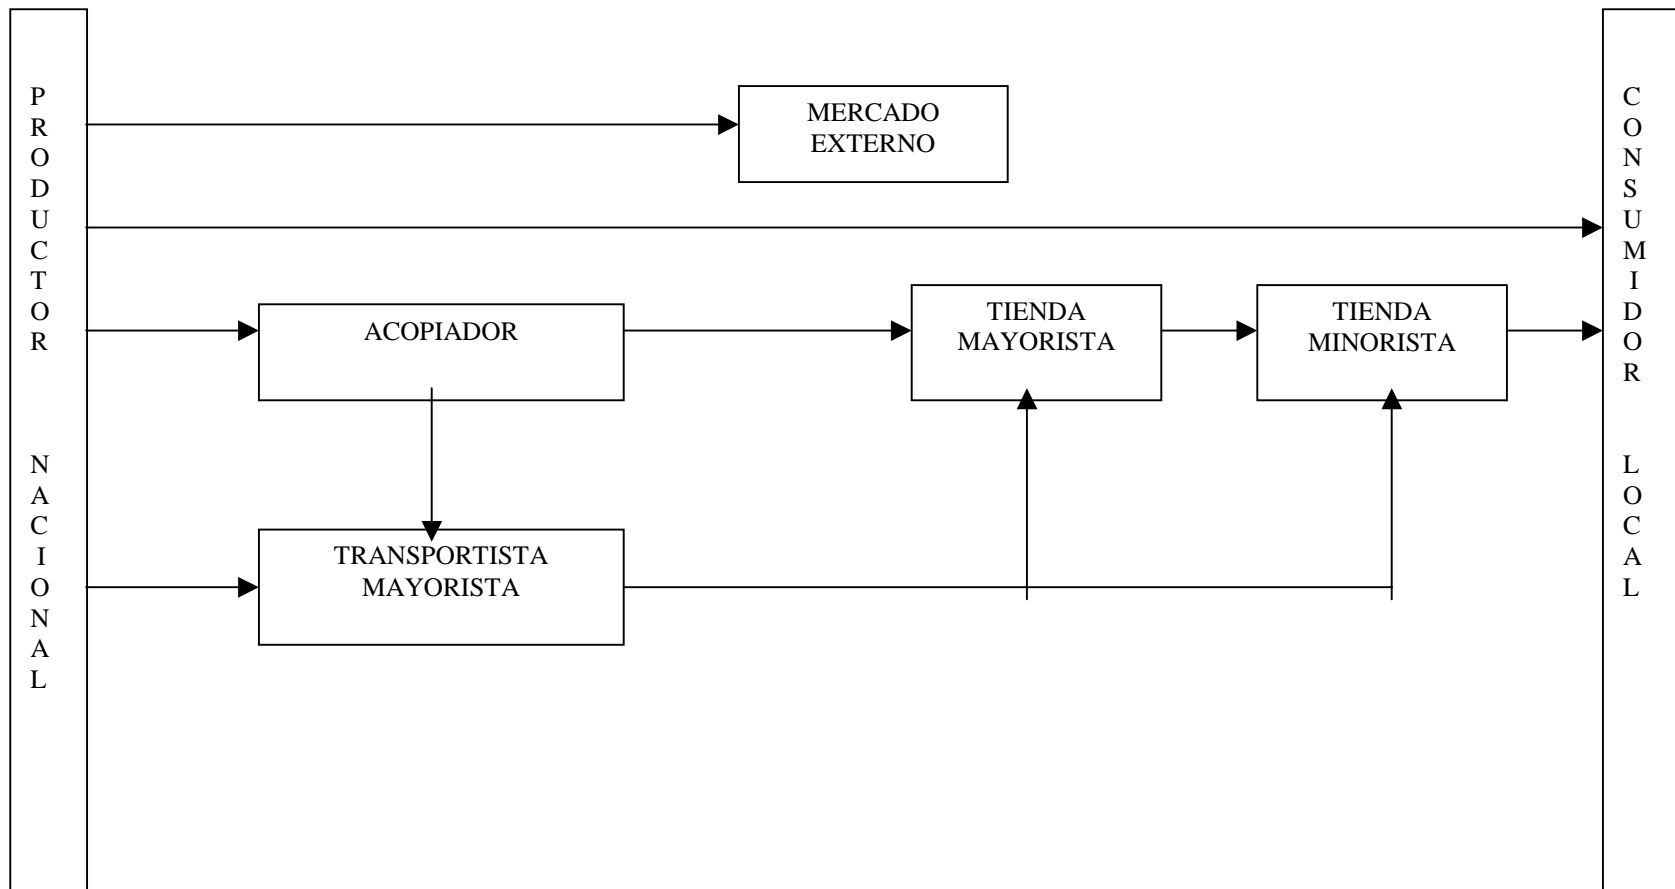 PRODUCTOR NACIONAL
MERCADO
EXTERNO
ACOPIADOR
TIENDA
MAYORISTA
TIENDA
MINORISTA
TRANSPORTISTA
MAYORISTA
CONSUMIDOR LOCAL